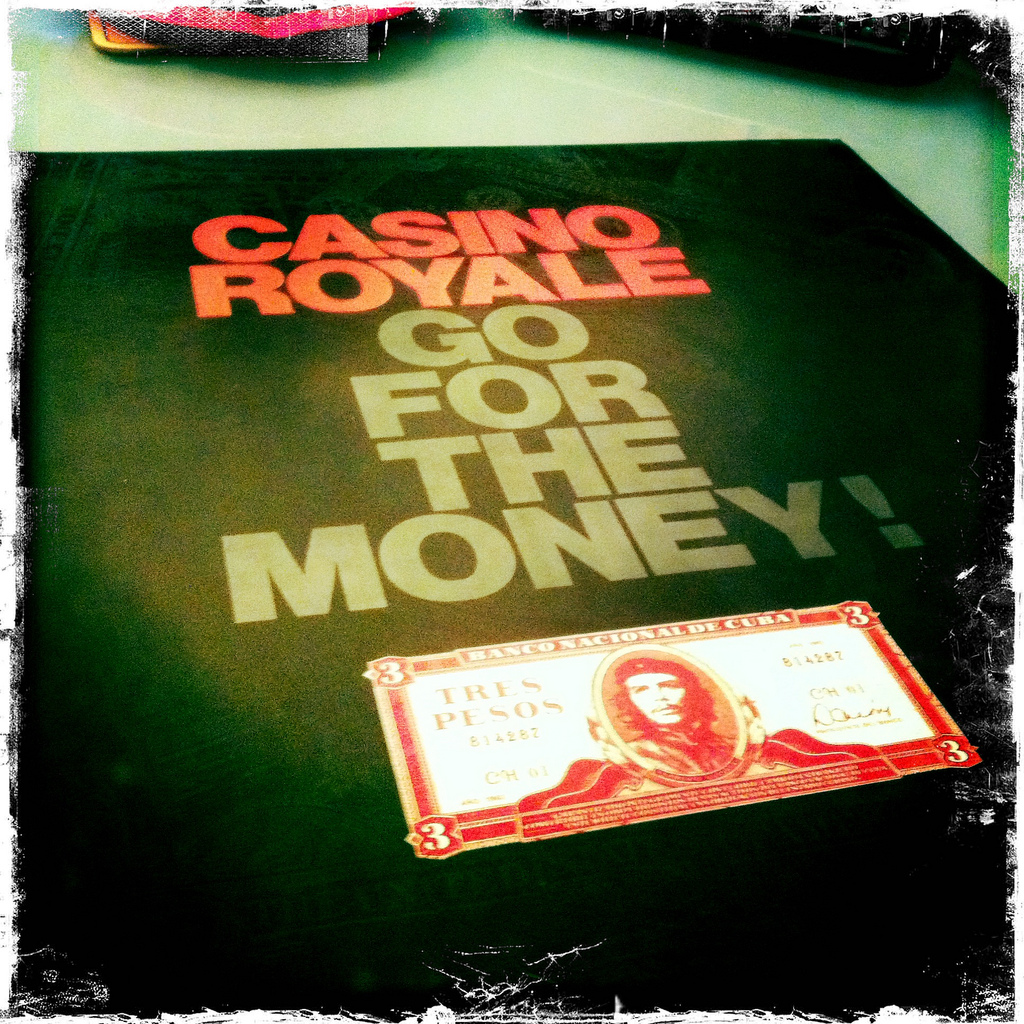 CASINO
ROYALE
GO
FOR
THE
MONEY!
3 BANCO NACIONAL DE CUBA 3
TRES
PESOS
814287
814287
CH 01
CH 01
3
3